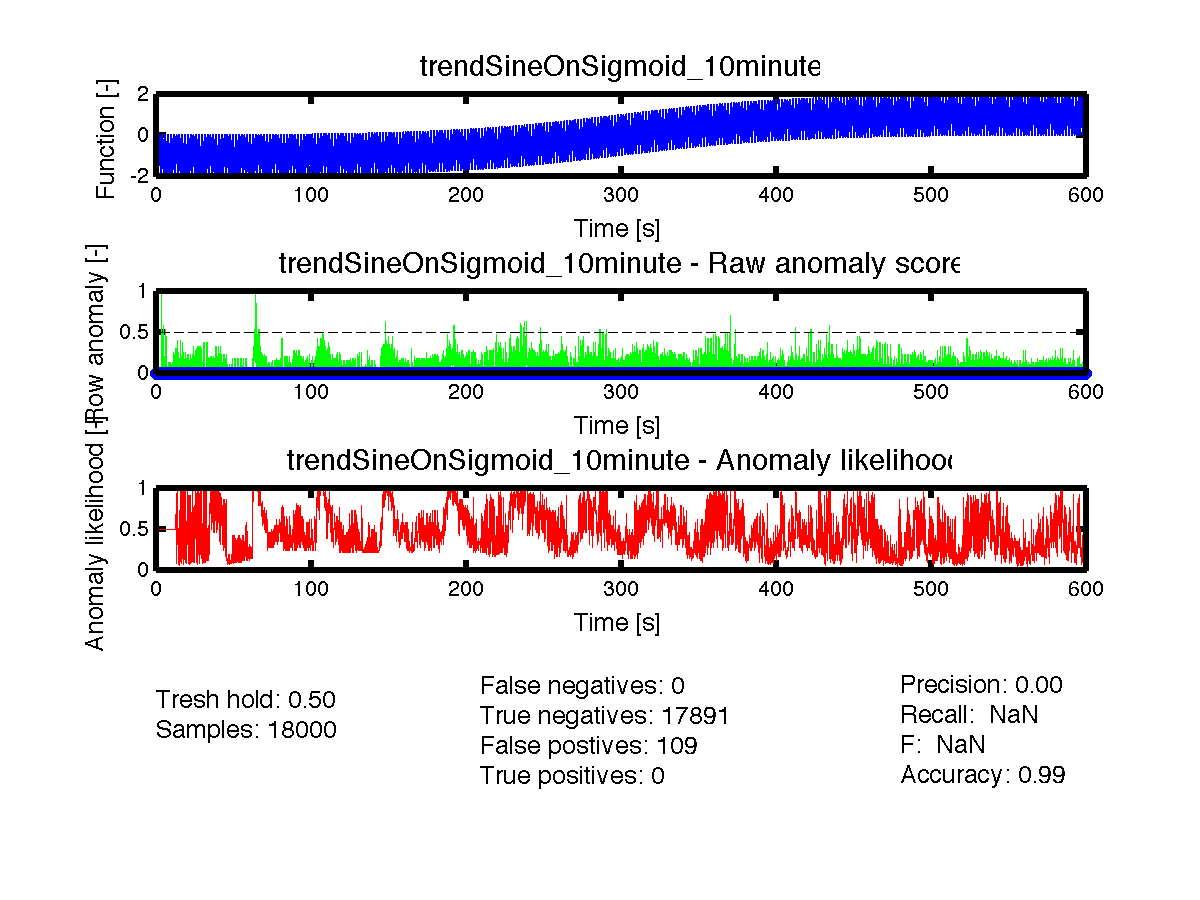 trendSineOnSigmoid_10minute
Function [-]
2
0
-2
0 100 200 300 400 500 600
Time [s]
trendSineOnSigmoid_10minute - Raw anomaly score
Row anomaly [-]
1
0.5
0
0 100 200 300 400 500 600
Time [s]
trendSineOnSigmoid_10minute - Anomaly likelihood
Anomaly likelihood [-]
1
0.5
0
0 100 200 300 400 500 600
Time [s]
Tresh hold: 0.50
Samples: 18000
False negatives: 0
True negatives: 17891
False postives: 109
True positives: 0
Precision: 0.00
Recall: NaN
F: NaN
Accuracy: 0.99